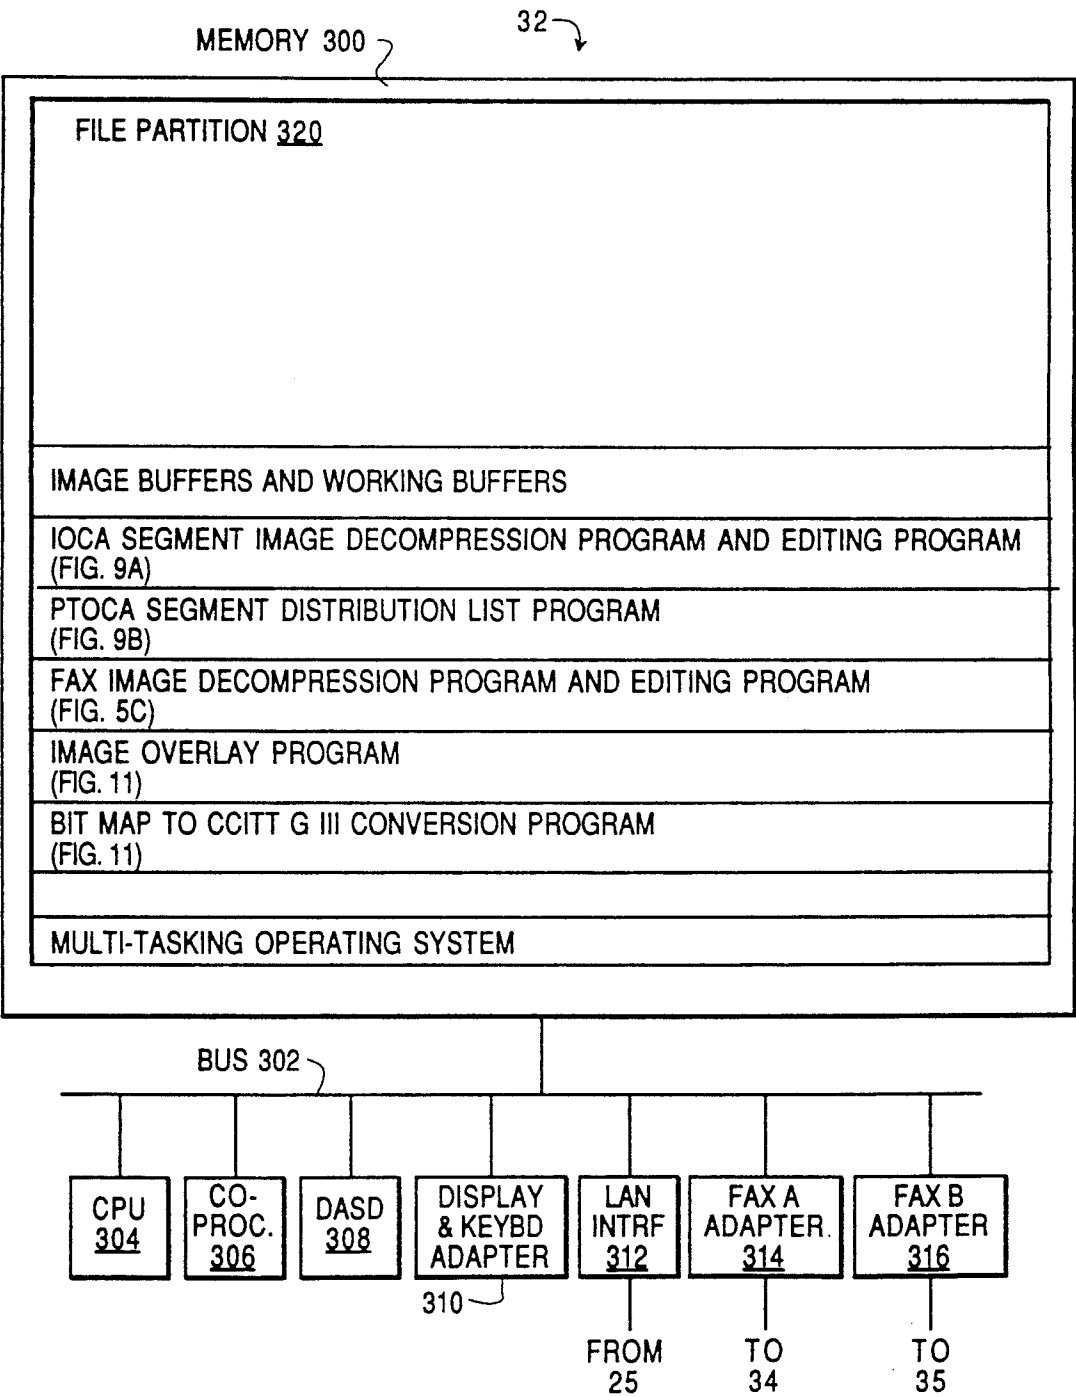 32
MEMORY 300
FILE PARTITION 320
IMAGE BUFFERS AND WORKING BUFFERS
IOCA SEGMENT IMAGE DECOMPRESSION PROGRAM AND EDITING PROGRAM
(FIG. 9A)
PTOCA SEGMENT DISTRIBUTION LIST PROGRAM
(FIG. 9B)
FAX IMAGE DECOMPRESSION PROGRAM AND EDITING PROGRAM
(FIG. 5C)
IMAGE OVERLAY PROGRAM
(FIG. 11)
BIT MAP TO CCITT G III CONVERSION PROGRAM
(FIG. 11)
MULTI-TASKING OPERATING SYSTEM
BUS 302
CPU
304
CO-
PROC.
306
DASD
308
DISPLAY
& KEYBD
ADAPTER
310
LAN
INTRF
312
FAX A
ADAPTER.
314
FAX B
ADAPTER
316
FROM
25
TO
34
TO
35